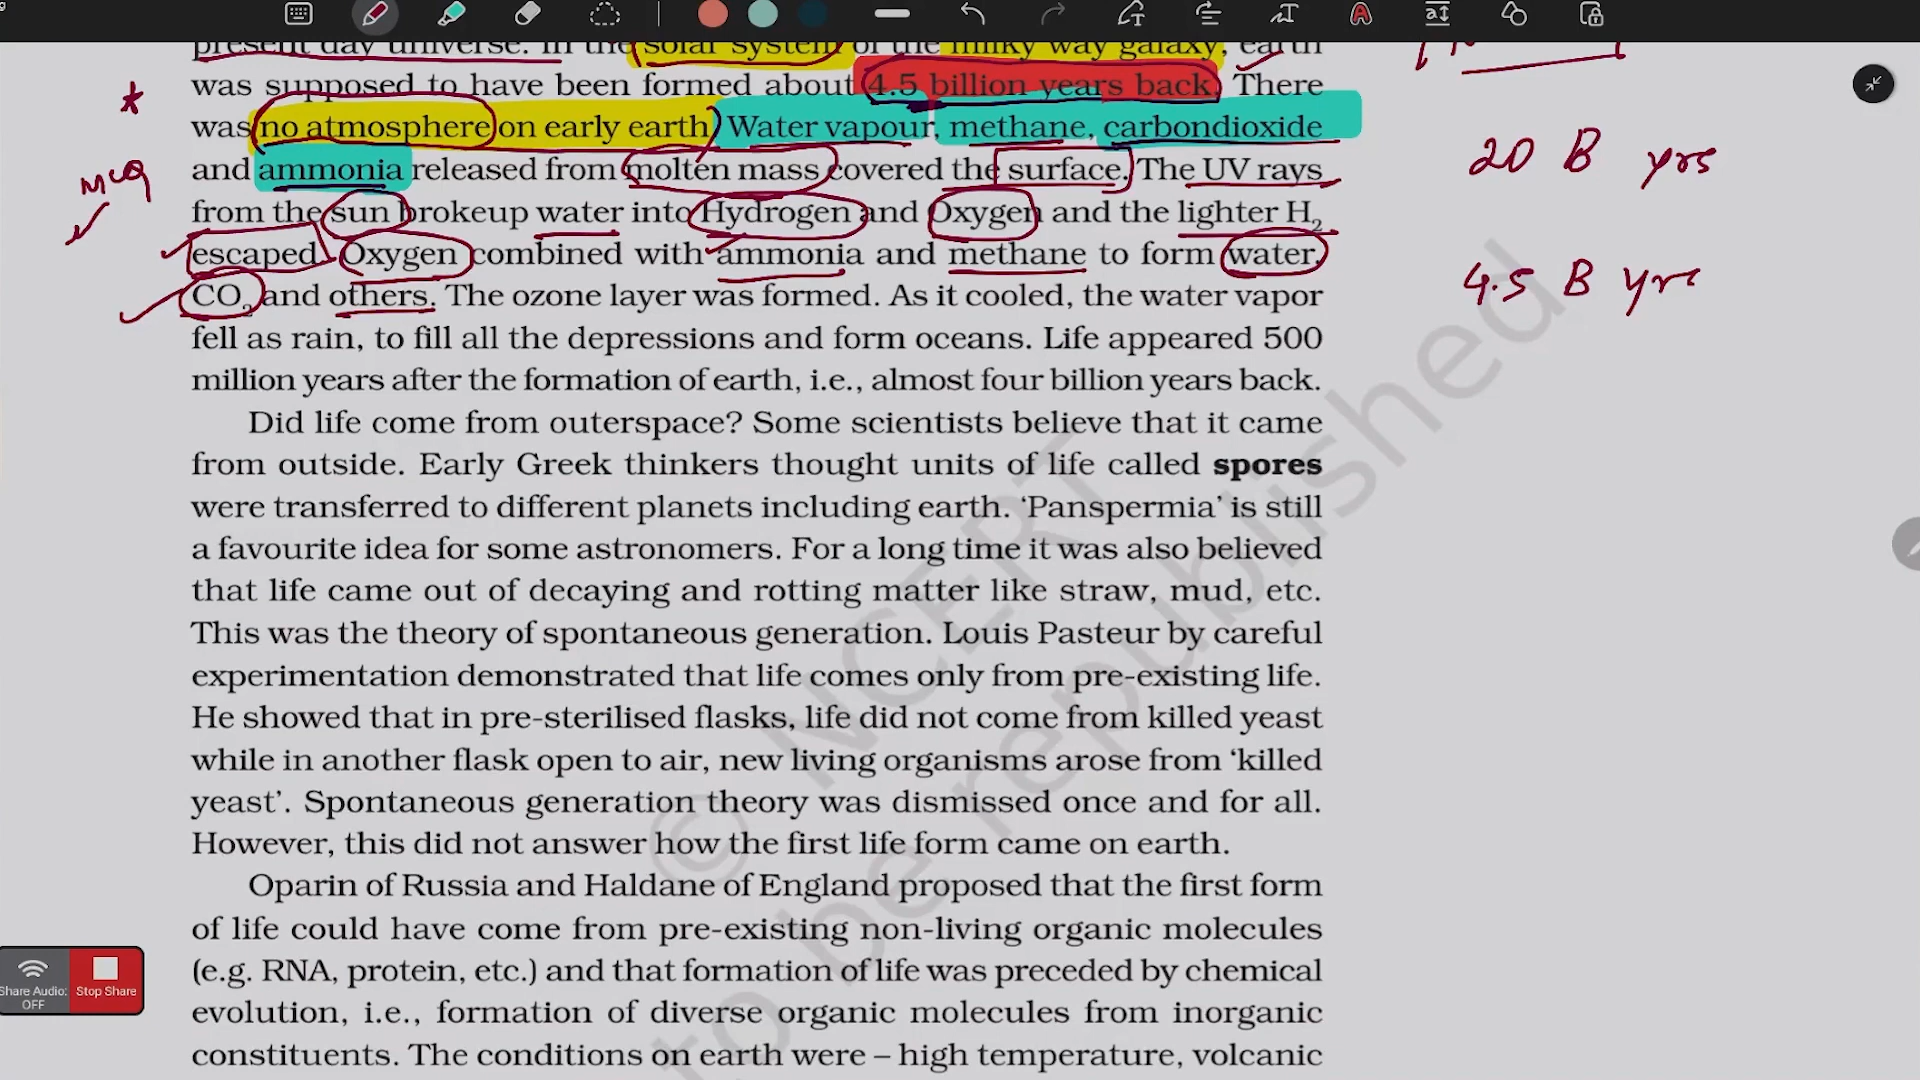 present day universe. In the solar system of the milky way galaxy, earth
was supposed to have been formed about 4.5 billion years back. There
was no atmosphere on early earth. Water vapour, methane, carbondioxide
and ammonia released from molten mass covered the surface. The UV rays
from the sun brokeup water into Hydrogen and Oxygen and the lighter H₂
escaped. Oxygen combined with ammonia and methane to form water,
CO₂ and others. The ozone layer was formed. As it cooled, the water vapor
fell as rain, to fill all the depressions and form oceans. Life appeared 500
million years after the formation of earth, i.e., almost four billion years back.
Did life come from outerspace? Some scientists believe that it came
from outside. Early Greek thinkers thought units of life called spores
were transferred to different planets including earth. ‘Panspermia’ is still
a favourite idea for some astronomers. For a long time it was also believed
that life came out of decaying and rotting matter like straw, mud, etc.
This was the theory of spontaneous generation. Louis Pasteur by careful
experimentation demonstrated that life comes only from pre-existing life.
He showed that in pre-sterilised flasks, life did not come from killed yeast
while in another flask open to air, new living organisms arose from ‘killed
yeast’. Spontaneous generation theory was dismissed once and for all.
However, this did not answer how the first life form came on earth.
Oparin of Russia and Haldane of England proposed that the first form
of life could have come from pre-existing non-living organic molecules
(e.g. RNA, protein, etc.) and that formation of life was preceded by chemical
evolution, i.e., formation of diverse organic molecules from inorganic
constituents. The conditions on earth were – high temperature, volcanic
MCQ
20 B yrs
4.5 B yrs
© NCERT
to be republished
Share Audio:
OFF
Stop Share